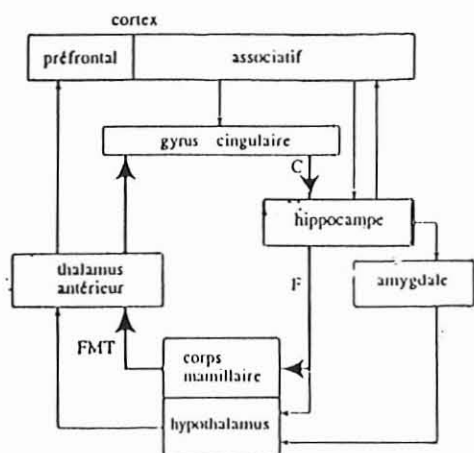 cortex
préfrontal
associatif
gyrus cingulaire
C
hippocampe
thalamus
antérieur
F
amygdale
FMT
corps
mamillaire
hypothalamus